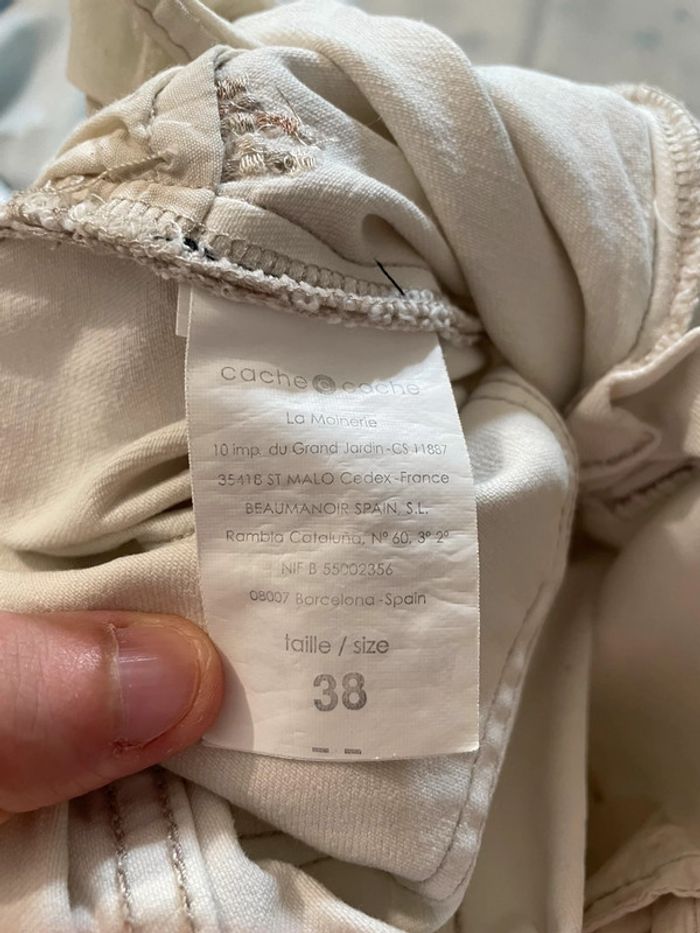 cache c cache
La Moinerie
10 imp. du Grand Jardin-CS 11887
35418 ST MALO Cedex-France
BEAUMANOIR SPAIN, S.L.
Rambla Cataluña, Nº 60, 3º 2º
NIF B 55002356
08007 Barcelona-Spain
taille / size
38